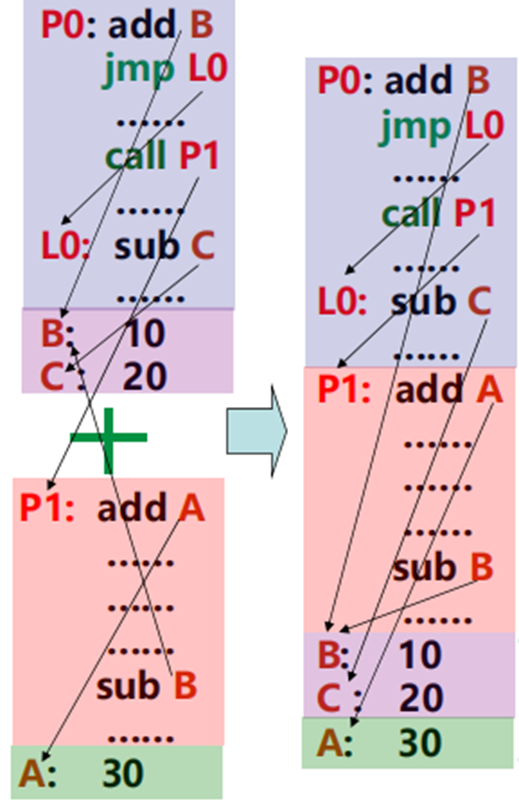 P0: add B
jmp L0
......
call P1
......
L0: sub C
......
B: 10
C: 20
P1: add A
......
......
......
sub B
......
A: 30
P0: add B
jmp L0
......
call P1
......
L0: sub C
......
P1: add A
......
......
......
sub B
......
B: 10
C : 20
A: 30